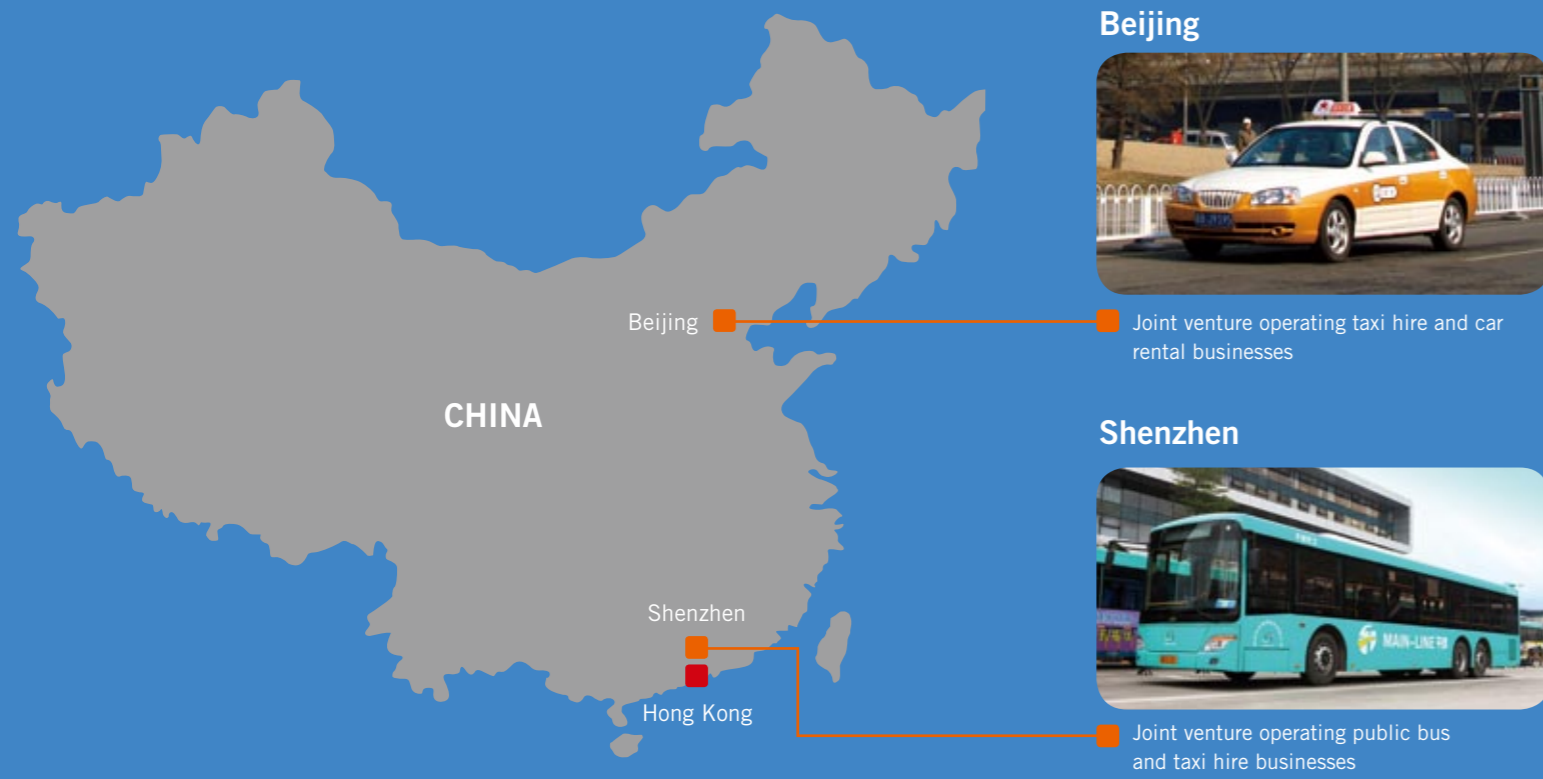 Beijing
Beijing
Joint venture operating taxi hire and car
rental businesses
CHINA
Shenzhen
MAIN-LINE
Shenzhen
Hong Kong
Joint venture operating public bus
and taxi hire businesses